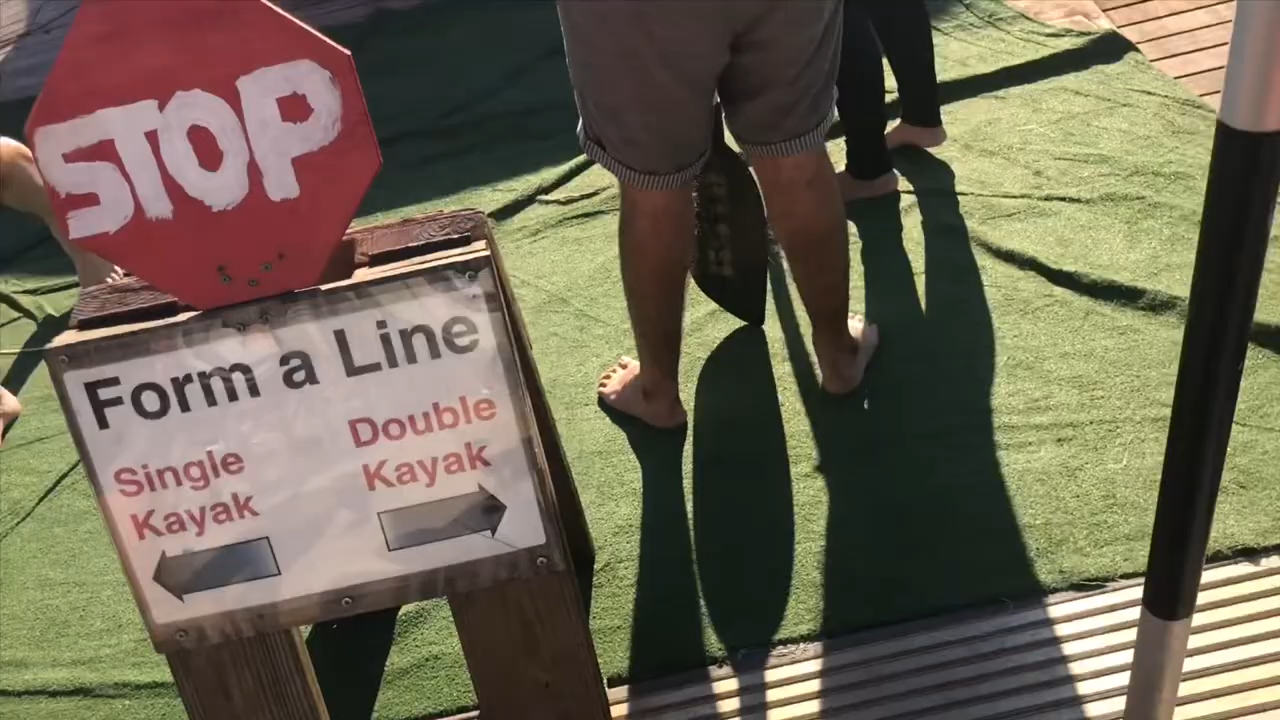 STOP
Form a Line
Single
Kayak
Double
Kayak